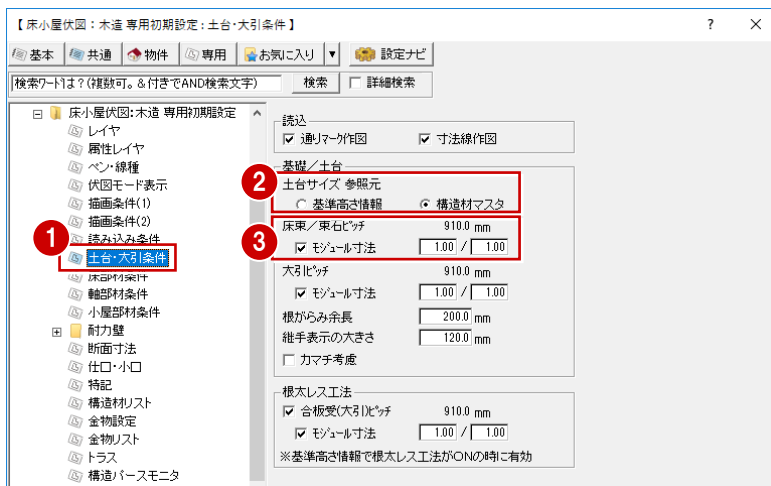 【 床小屋伏図 : 木造 専用初期設定 : 土台・大引条件 】 ? ×
基本 共通 物件 専用 お気に入り ▼ 設定ナビ
検索ワードは？(複数可。＆付きでAND検索文字) 検索 詳細検索
床小屋伏図:木造 専用初期設定
レイヤ
属性レイヤ
ペン・線種
伏図モード表示
描画条件(1)
描画条件(2)
読み込み条件
1
土台・大引条件
床部材条件
軸部材条件
小屋部材条件
耐力壁
断面寸法
仕口・小口
特記
構造材リスト
金物設定
金物リスト
トラス
構造パースモニタ
読込
通りマーク作図 寸法線作図
基礎／土台
2
土台サイズ 参照元
基準高さ情報 構造材マスタ
3
床束／束石ピッチ 910.0 mm
モジュール寸法 1.00 / 1.00
大引ピッチ 910.0 mm
モジュール寸法 1.00 / 1.00
根がらみ余長 200.0 mm
継手表示の大きさ 120.0 mm
カマチ考慮
根太レス工法
合板受(大引)ピッチ 910.0 mm
モジュール寸法 1.00 / 1.00
※基準高さ情報で根太レス工法がONの時に有効